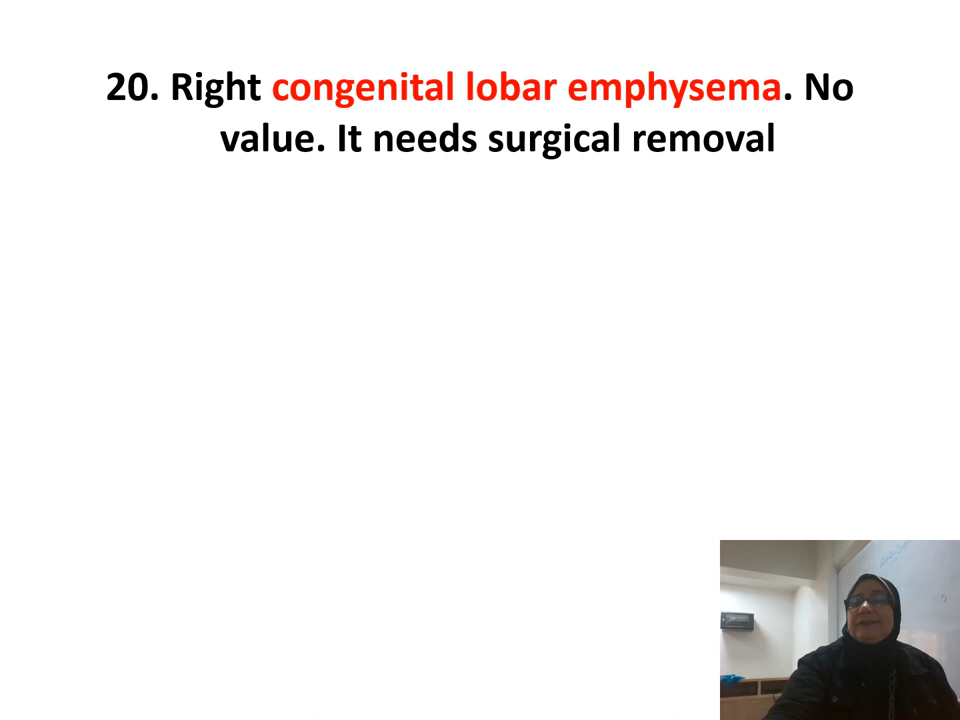 20. Right congenital lobar emphysema. No
value. It needs surgical removal